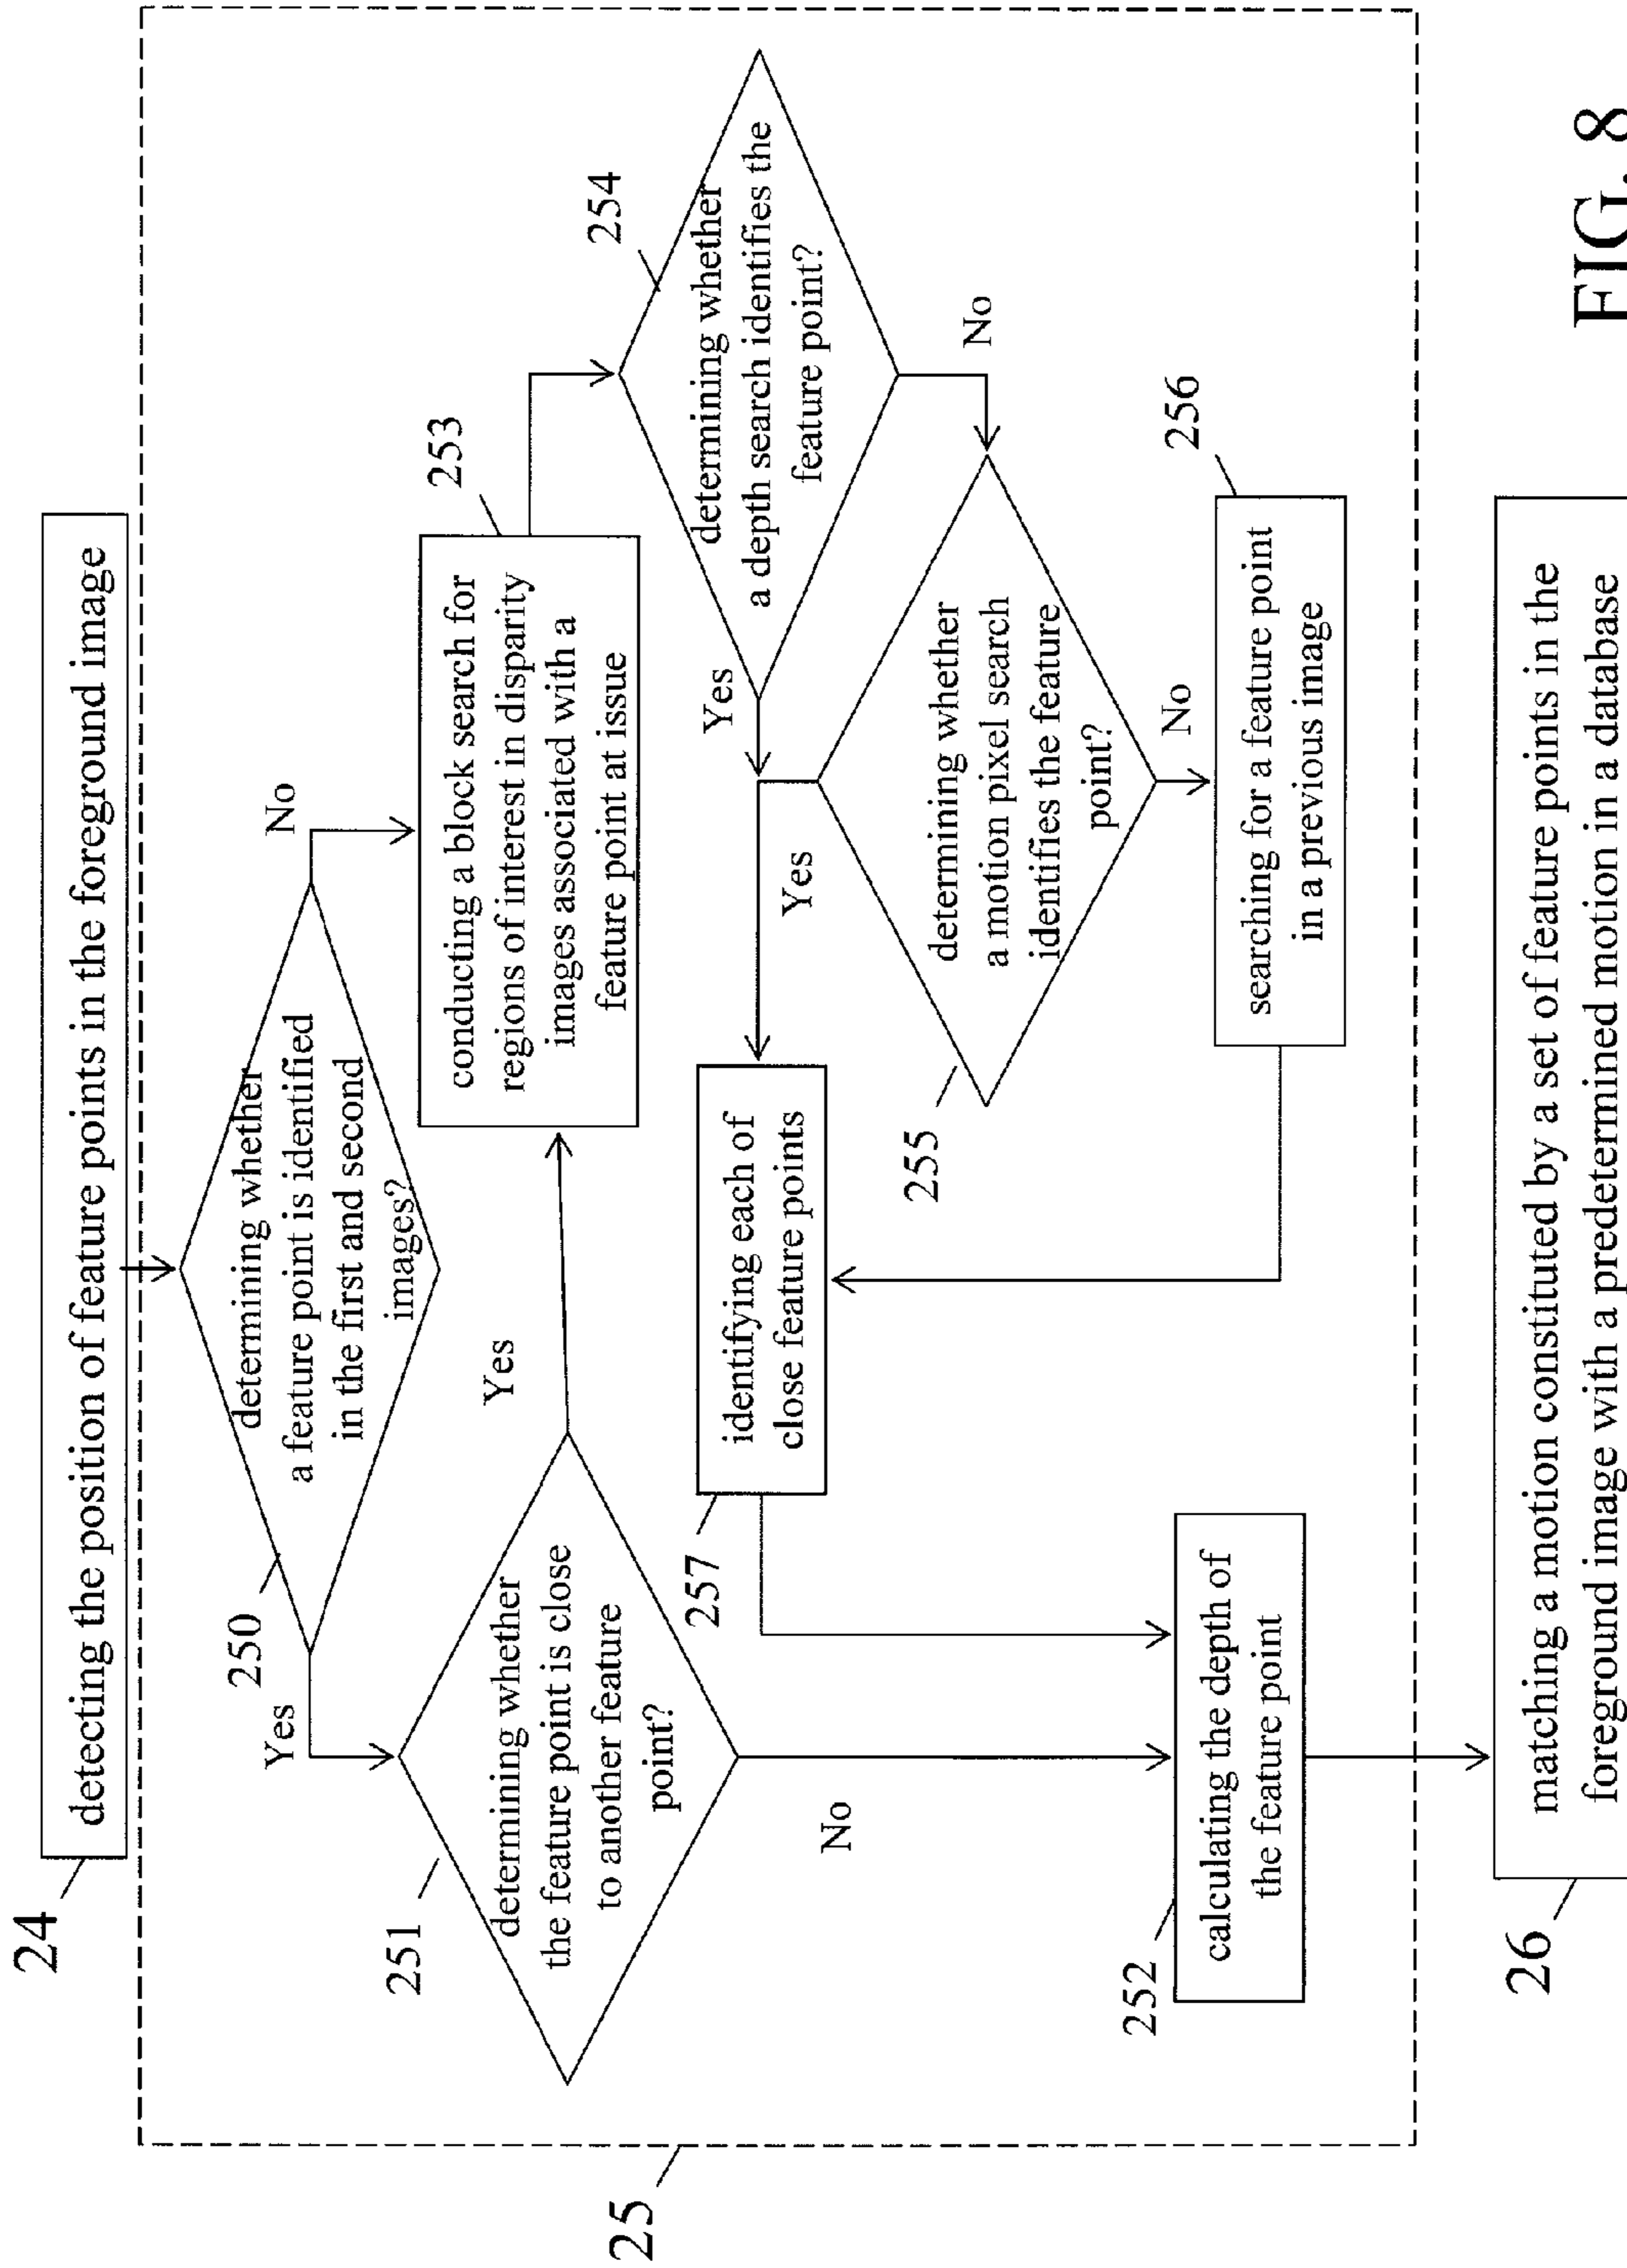 24
detecting the position of feature points in the foreground image
250
determining whether
a feature point is identified
in the first and second
images?
Yes
No
251
determining whether
the feature point is close
to another feature
point?
Yes
No
253
conducting a block search for
regions of interest in disparity
images associated with a
feature point at issue
254
determining whether
a depth search identifies the
feature point?
Yes
No
255
determining whether
a motion pixel search
identifies the feature
point?
Yes
No
256
searching for a feature point
in a previous image
257
identifying each of
close feature points
252
calculating the depth of
the feature point
25
26
matching a motion constituted by a set of feature points in the
foreground image with a predetermined motion in a database
FIG. 8